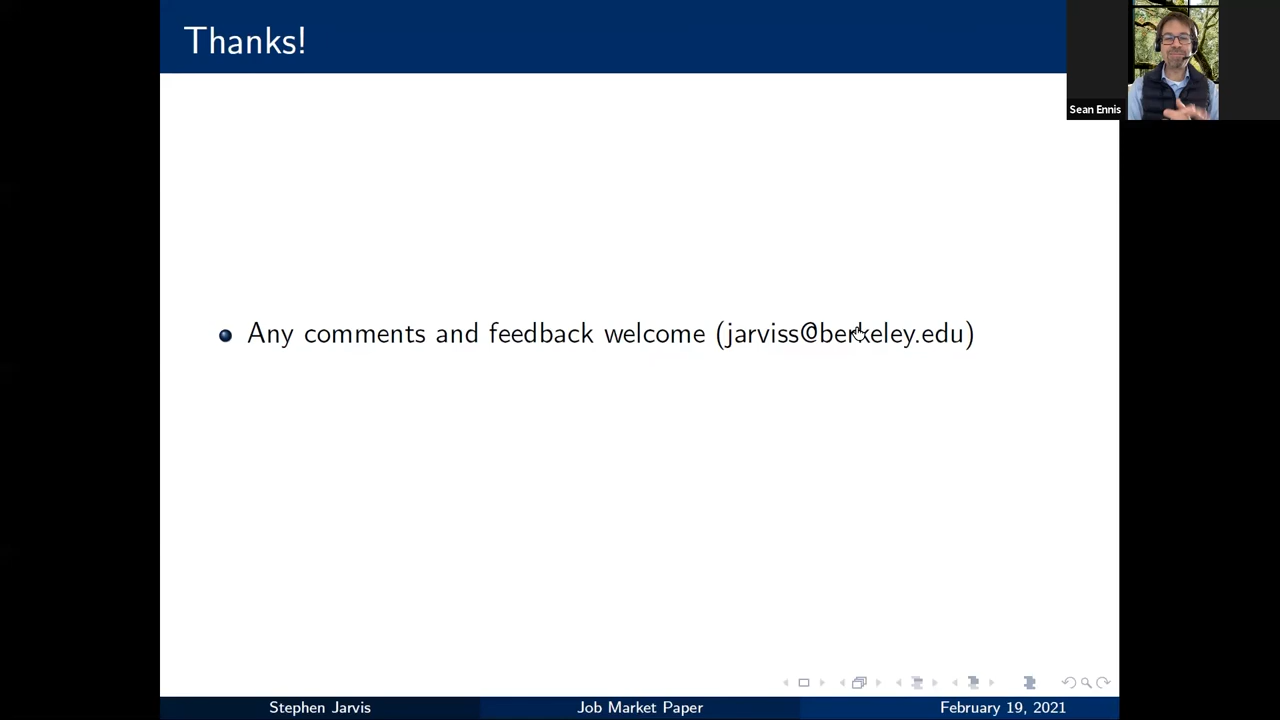 Thanks!
Sean Ennis
Any comments and feedback welcome (jarviss@berkeley.edu)
Stephen Jarvis
Job Market Paper
February 19, 2021